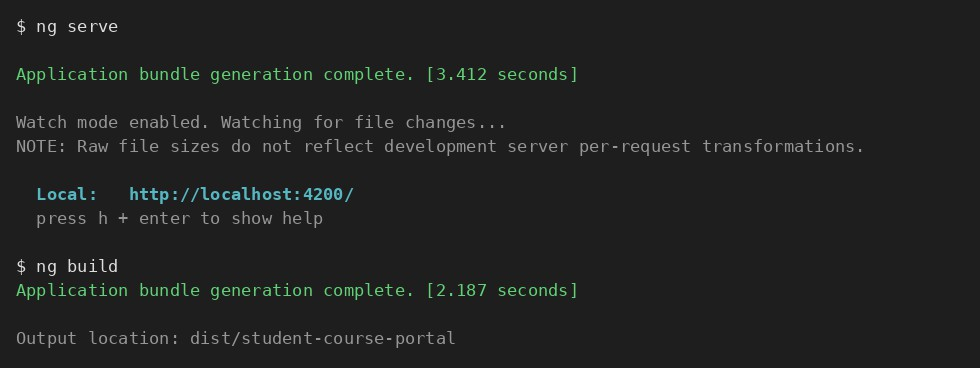 $ ng serve
Application bundle generation complete. [3.412 seconds]
Watch mode enabled. Watching for file changes...
NOTE: Raw file sizes do not reflect development server per-request transformations.
Local:   http://localhost:4200/
press h + enter to show help
$ ng build
Application bundle generation complete. [2.187 seconds]
Output location: dist/student-course-portal